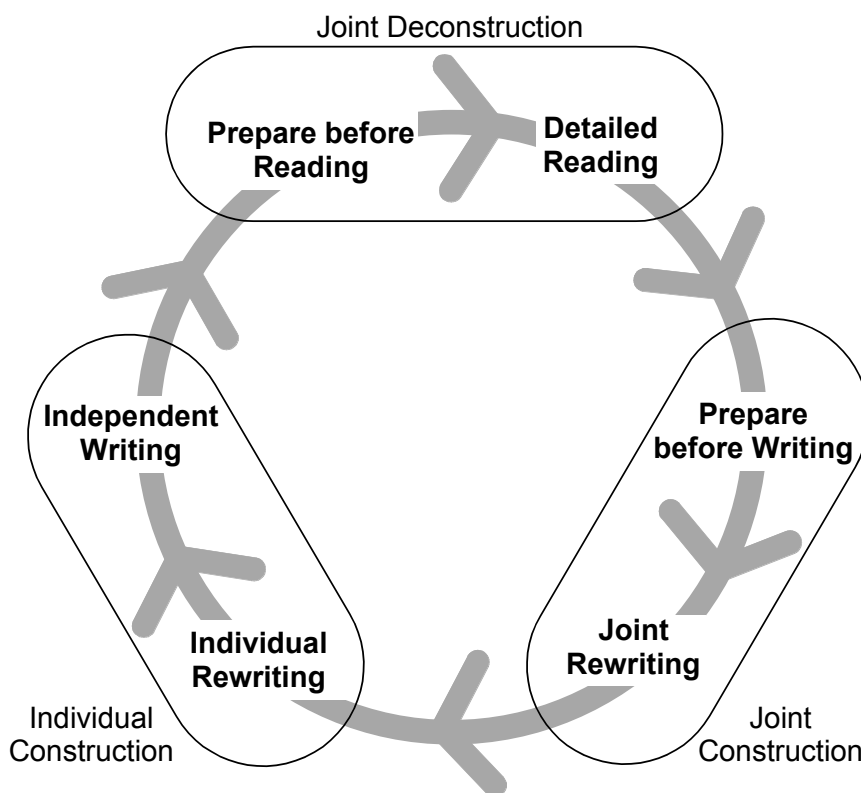 Joint Deconstruction
Prepare before
Reading
Detailed
Reading
Prepare
before Writing
Joint
Rewriting
Joint
Construction
Individual
Rewriting
Individual
Construction
Independent
Writing